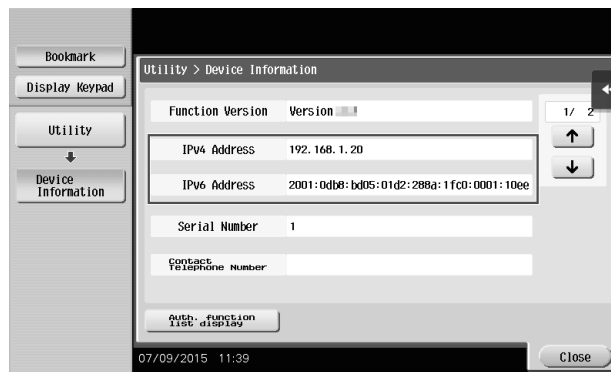 Bookmark
Display Keypad
Utility
Device
Information
Utility > Device Information
Function Version Version
1/ 2
IPv4 Address 192.168.1.20
IPv6 Address 2001:0db8:bd05:01d2:288a:1fc0:0001:10ee
Serial Number 1
Contact
Telephone Number
Auth. function
list display
07/09/2015 11:39
Close